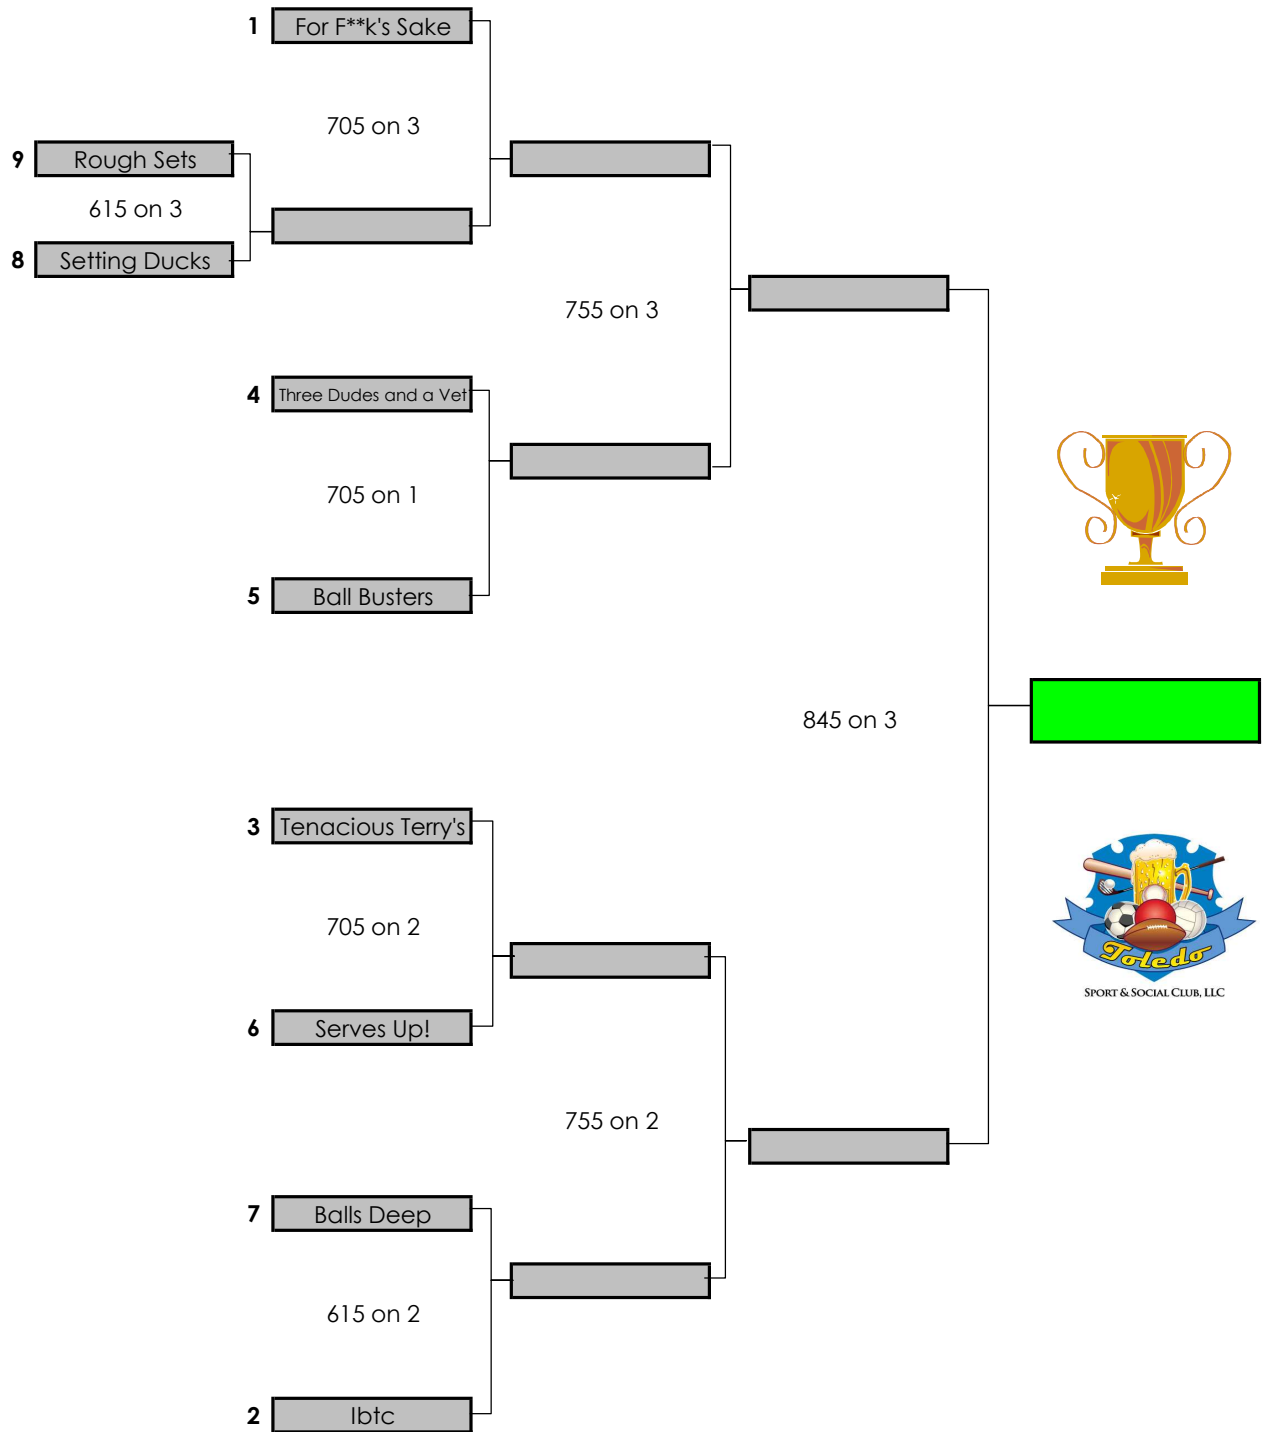 1 For F**k's Sake
705 on 3
9 Rough Sets
615 on 3
8 Setting Ducks
755 on 3
4 Three Dudes and a Vet
705 on 1
5 Ball Busters
845 on 3
3 Tenacious Terry's
705 on 2
6 Serves Up!
Toledo
SPORT & SOCIAL CLUB, LLC
755 on 2
7 Balls Deep
615 on 2
2 Ibtc